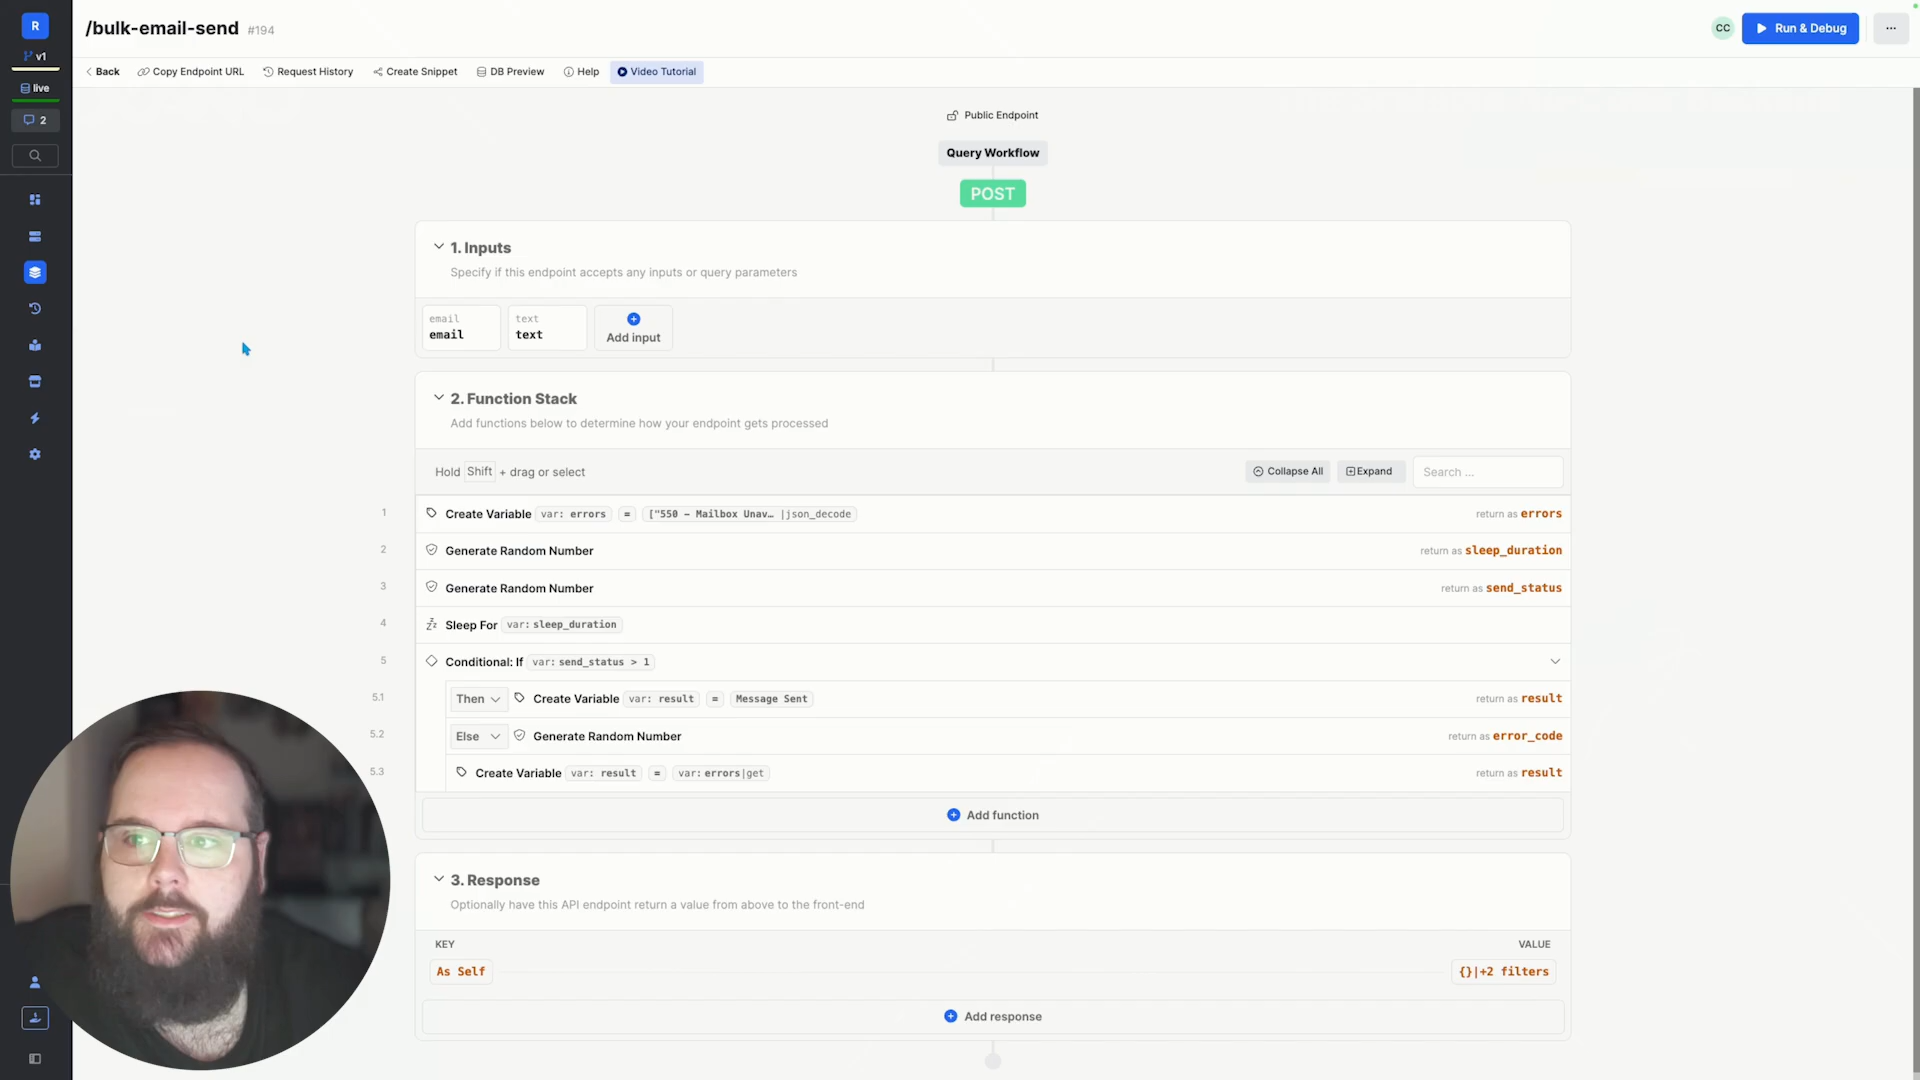 R
/bulk-email-send #194
CC
Run & Debug
...
v1
Back
Copy Endpoint URL
Request History
Create Snippet
DB Preview
Help
Video Tutorial
live
2
Public Endpoint
Query Workflow
POST
1. Inputs
Specify if this endpoint accepts any inputs or query parameters
email
email
text
text
Add input
2. Function Stack
Add functions below to determine how your endpoint gets processed
Hold Shift + drag or select
Collapse All
Expand
Search ...
1 Create Variable var: errors = ["550 – Mailbox Unav… |json_decode return as errors
2 Generate Random Number return as sleep_duration
3 Generate Random Number return as send_status
4 Sleep For var: sleep_duration
5 Conditional: If var: send_status > 1
5.1 Then Create Variable var: result = Message Sent return as result
5.2 Else Generate Random Number return as error_code
5.3 Create Variable var: result = var: errors|get return as result
Add function
3. Response
Optionally have this API endpoint return a value from above to the front-end
KEY VALUE
As Self {}|+2 filters
Add response